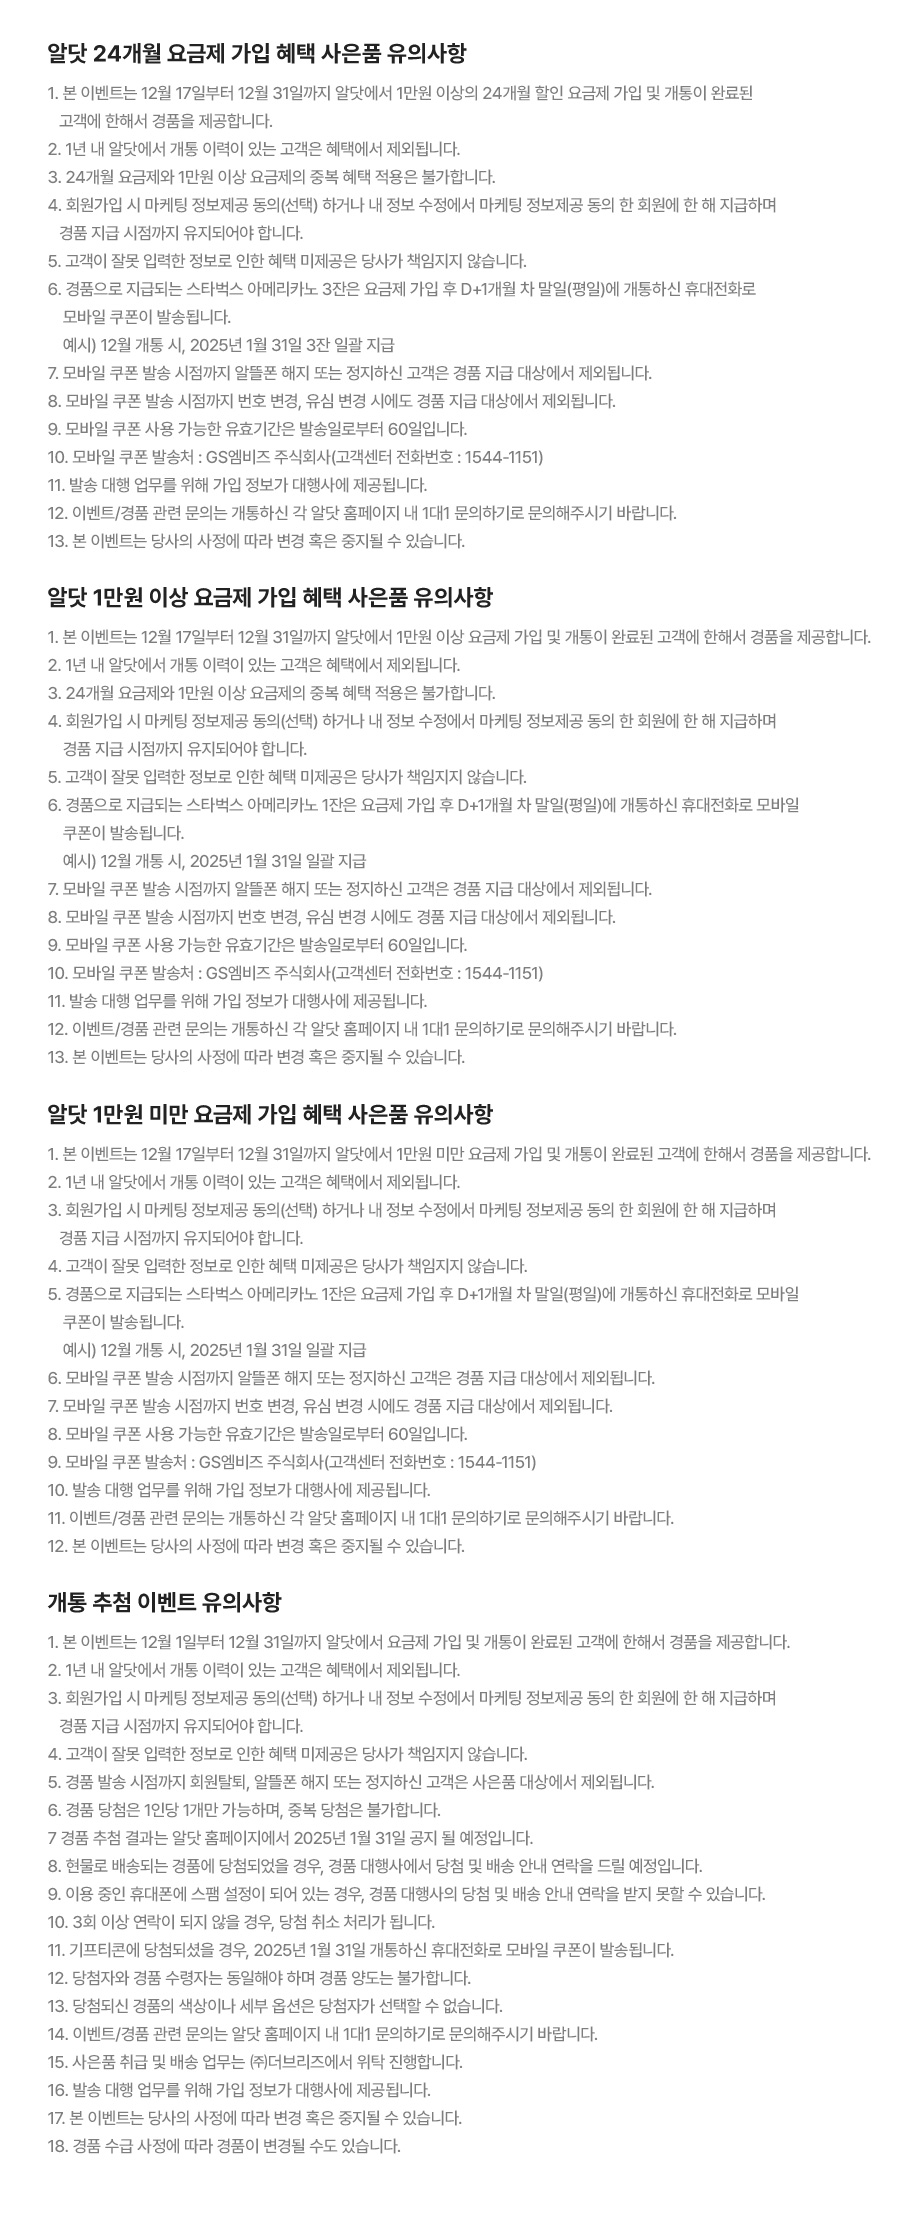 알닷 24개월 요금제 가입 혜택 사은품 유의사항
1. 본 이벤트는 12월 17일부터 12월 31일까지 알닷에서 1만원 이상의 24개월 할인 요금제 가입 및 개통이 완료된
고객에 한해서 경품을 제공합니다.
2. 1년 내 알닷에서 개통 이력이 있는 고객은 혜택에서 제외됩니다.
3. 24개월 요금제와 1만원 이상 요금제의 중복 혜택 적용은 불가합니다.
4. 회원가입 시 마케팅 정보제공 동의(선택) 하거나 내 정보 수정에서 마케팅 정보제공 동의 한 회원에 한 해 지급하며
경품 지급 시점까지 유지되어야 합니다.
5. 고객이 잘못 입력한 정보로 인한 혜택 미제공은 당사가 책임지지 않습니다.
6. 경품으로 지급되는 스타벅스 아메리카노 3잔은 요금제 가입 후 D+1개월 차 말일(평일)에 개통하신 휴대전화로
모바일 쿠폰이 발송됩니다.
예시) 12월 개통 시, 2025년 1월 31일 3잔 일괄 지급
7. 모바일 쿠폰 발송 시점까지 알뜰폰 해지 또는 정지하신 고객은 경품 지급 대상에서 제외됩니다.
8. 모바일 쿠폰 발송 시점까지 번호 변경, 유심 변경 시에도 경품 지급 대상에서 제외됩니다.
9. 모바일 쿠폰 사용 가능한 유효기간은 발송일로부터 60일입니다.
10. 모바일 쿠폰 발송처 : GS엠비즈 주식회사(고객센터 전화번호 : 1544-1151)
11. 발송 대행 업무를 위해 가입 정보가 대행사에 제공됩니다.
12. 이벤트/경품 관련 문의는 개통하신 각 알닷 홈페이지 내 1대1 문의하기로 문의해주시기 바랍니다.
13. 본 이벤트는 당사의 사정에 따라 변경 혹은 중지될 수 있습니다.
알닷 1만원 이상 요금제 가입 혜택 사은품 유의사항
1. 본 이벤트는 12월 17일부터 12월 31일까지 알닷에서 1만원 이상 요금제 가입 및 개통이 완료된 고객에 한해서 경품을 제공합니다.
2. 1년 내 알닷에서 개통 이력이 있는 고객은 혜택에서 제외됩니다.
3. 24개월 요금제와 1만원 이상 요금제의 중복 혜택 적용은 불가합니다.
4. 회원가입 시 마케팅 정보제공 동의(선택) 하거나 내 정보 수정에서 마케팅 정보제공 동의 한 회원에 한 해 지급하며
경품 지급 시점까지 유지되어야 합니다.
5. 고객이 잘못 입력한 정보로 인한 혜택 미제공은 당사가 책임지지 않습니다.
6. 경품으로 지급되는 스타벅스 아메리카노 1잔은 요금제 가입 후 D+1개월 차 말일(평일)에 개통하신 휴대전화로 모바일
쿠폰이 발송됩니다.
예시) 12월 개통 시, 2025년 1월 31일 일괄 지급
7. 모바일 쿠폰 발송 시점까지 알뜰폰 해지 또는 정지하신 고객은 경품 지급 대상에서 제외됩니다.
8. 모바일 쿠폰 발송 시점까지 번호 변경, 유심 변경 시에도 경품 지급 대상에서 제외됩니다.
9. 모바일 쿠폰 사용 가능한 유효기간은 발송일로부터 60일입니다.
10. 모바일 쿠폰 발송처 : GS엠비즈 주식회사(고객센터 전화번호 : 1544-1151)
11. 발송 대행 업무를 위해 가입 정보가 대행사에 제공됩니다.
12. 이벤트/경품 관련 문의는 개통하신 각 알닷 홈페이지 내 1대1 문의하기로 문의해주시기 바랍니다.
13. 본 이벤트는 당사의 사정에 따라 변경 혹은 중지될 수 있습니다.
알닷 1만원 미만 요금제 가입 혜택 사은품 유의사항
1. 본 이벤트는 12월 17일부터 12월 31일까지 알닷에서 1만원 미만 요금제 가입 및 개통이 완료된 고객에 한해서 경품을 제공합니다.
2. 1년 내 알닷에서 개통 이력이 있는 고객은 혜택에서 제외됩니다.
3. 회원가입 시 마케팅 정보제공 동의(선택) 하거나 내 정보 수정에서 마케팅 정보제공 동의 한 회원에 한 해 지급하며
경품 지급 시점까지 유지되어야 합니다.
4. 고객이 잘못 입력한 정보로 인한 혜택 미제공은 당사가 책임지지 않습니다.
5. 경품으로 지급되는 스타벅스 아메리카노 1잔은 요금제 가입 후 D+1개월 차 말일(평일)에 개통하신 휴대전화로 모바일
쿠폰이 발송됩니다.
예시) 12월 개통 시, 2025년 1월 31일 일괄 지급
6. 모바일 쿠폰 발송 시점까지 알뜰폰 해지 또는 정지하신 고객은 경품 지급 대상에서 제외됩니다.
7. 모바일 쿠폰 발송 시점까지 번호 변경, 유심 변경 시에도 경품 지급 대상에서 제외됩니다.
8. 모바일 쿠폰 사용 가능한 유효기간은 발송일로부터 60일입니다.
9. 모바일 쿠폰 발송처 : GS엠비즈 주식회사(고객센터 전화번호 : 1544-1151)
10. 발송 대행 업무를 위해 가입 정보가 대행사에 제공됩니다.
11. 이벤트/경품 관련 문의는 개통하신 각 알닷 홈페이지 내 1대1 문의하기로 문의해주시기 바랍니다.
12. 본 이벤트는 당사의 사정에 따라 변경 혹은 중지될 수 있습니다.
개통 추첨 이벤트 유의사항
1. 본 이벤트는 12월 1일부터 12월 31일까지 알닷에서 요금제 가입 및 개통이 완료된 고객에 한해서 경품을 제공합니다.
2. 1년 내 알닷에서 개통 이력이 있는 고객은 혜택에서 제외됩니다.
3. 회원가입 시 마케팅 정보제공 동의(선택) 하거나 내 정보 수정에서 마케팅 정보제공 동의 한 회원에 한 해 지급하며
경품 지급 시점까지 유지되어야 합니다.
4. 고객이 잘못 입력한 정보로 인한 혜택 미제공은 당사가 책임지지 않습니다.
5. 경품 발송 시점까지 회원탈퇴, 알뜰폰 해지 또는 정지하신 고객은 사은품 대상에서 제외됩니다.
6. 경품 당첨은 1인당 1개만 가능하며, 중복 당첨은 불가합니다.
7 경품 추첨 결과는 알닷 홈페이지에서 2025년 1월 31일 공지 될 예정입니다.
8. 현물로 배송되는 경품에 당첨되었을 경우, 경품 대행사에서 당첨 및 배송 안내 연락을 드릴 예정입니다.
9. 이용 중인 휴대폰에 스팸 설정이 되어 있는 경우, 경품 대행사의 당첨 및 배송 안내 연락을 받지 못할 수 있습니다.
10. 3회 이상 연락이 되지 않을 경우, 당첨 취소 처리가 됩니다.
11. 기프티콘에 당첨되셨을 경우, 2025년 1월 31일 개통하신 휴대전화로 모바일 쿠폰이 발송됩니다.
12. 당첨자와 경품 수령자는 동일해야 하며 경품 양도는 불가합니다.
13. 당첨되신 경품의 색상이나 세부 옵션은 당첨자가 선택할 수 없습니다.
14. 이벤트/경품 관련 문의는 알닷 홈페이지 내 1대1 문의하기로 문의해주시기 바랍니다.
15. 사은품 취급 및 배송 업무는 ㈜더브리즈에서 위탁 진행합니다.
16. 발송 대행 업무를 위해 가입 정보가 대행사에 제공됩니다.
17. 본 이벤트는 당사의 사정에 따라 변경 혹은 중지될 수 있습니다.
18. 경품 수급 사정에 따라 경품이 변경될 수도 있습니다.